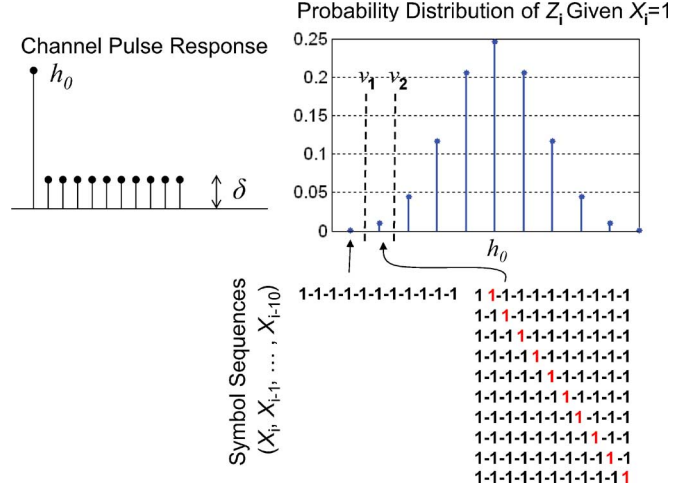 Probability Distribution of Zi Given Xi=1
Channel Pulse Response
h0
δ
0.25
0.2
0.15
0.1
0.05
0
v1
v2
h0
Symbol Sequences
(Xi, Xi-1, … , Xi-10)
1-1-1-1-1-1-1-1-1-1-1
1 1-1-1-1-1-1-1-1-1-1
1-1 1-1-1-1-1-1-1-1-1
1-1-1 1-1-1-1-1-1-1-1
1-1-1-1 1-1-1-1-1-1-1
1-1-1-1-1 1-1-1-1-1-1
1-1-1-1-1-1 1-1-1-1-1
1-1-1-1-1-1-1 1-1-1-1
1-1-1-1-1-1-1-1 1-1-1
1-1-1-1-1-1-1-1-1 1-1
1-1-1-1-1-1-1-1-1-1 1